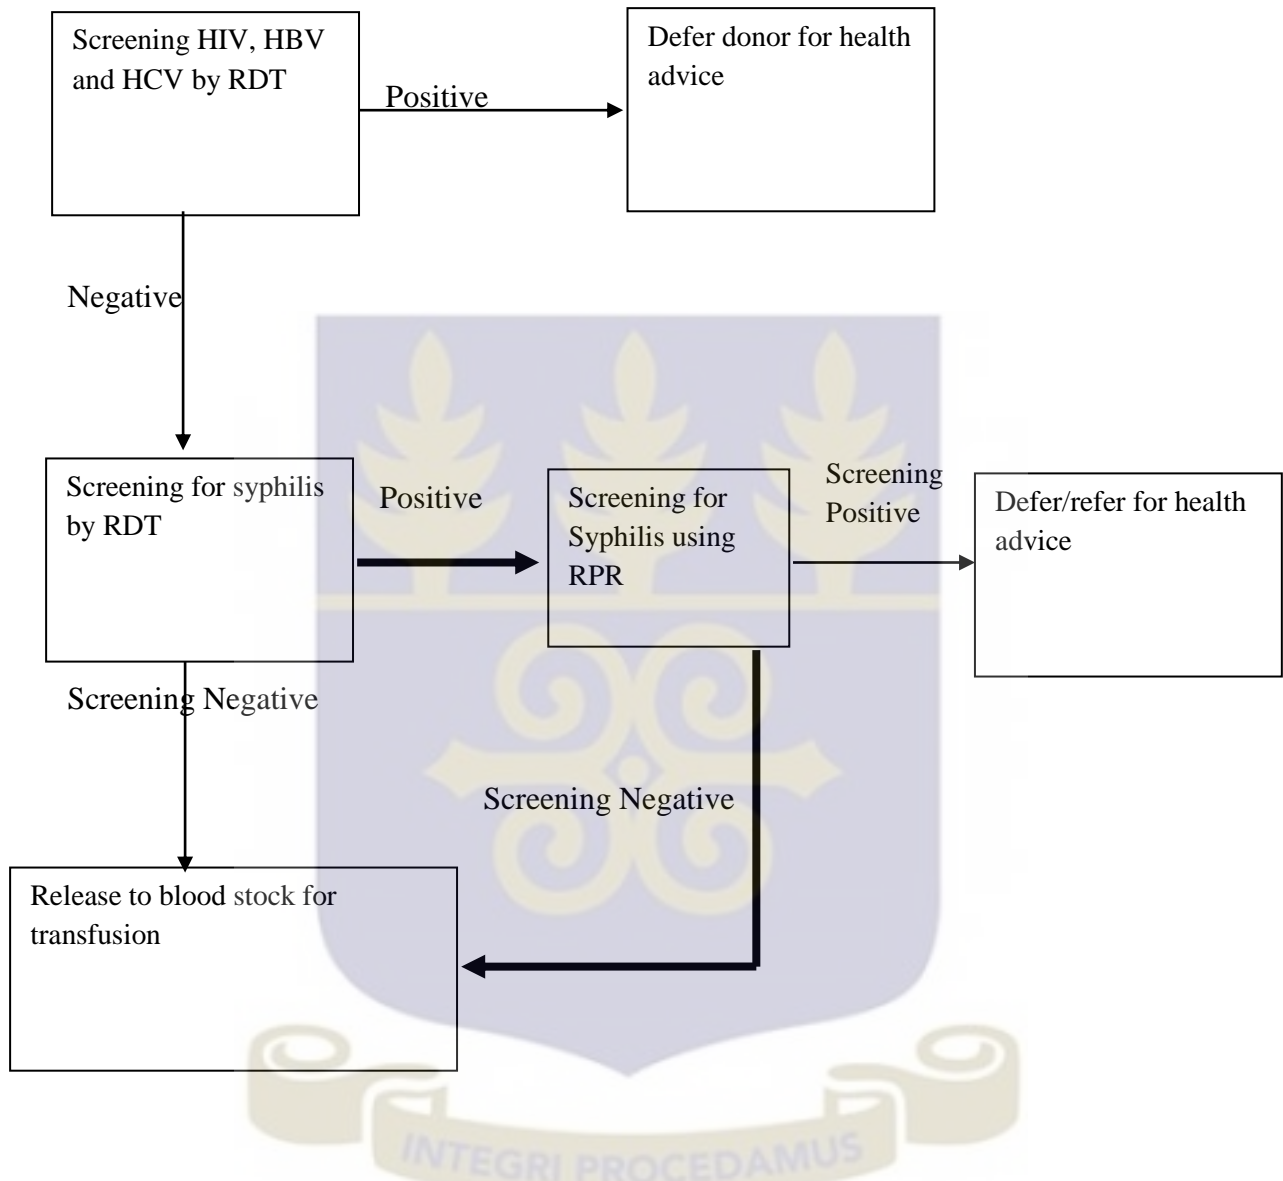 Screening HIV, HBV
and HCV by RDT
Positive
Defer donor for health
advice
Negative
Screening for syphilis
by RDT
Positive
Screening for
Syphilis using
RPR
Screening
Positive
Defer/refer for health
advice
Screening Negative
Screening Negative
Release to blood stock for
transfusion
INTEGRI PROCEDAMUS